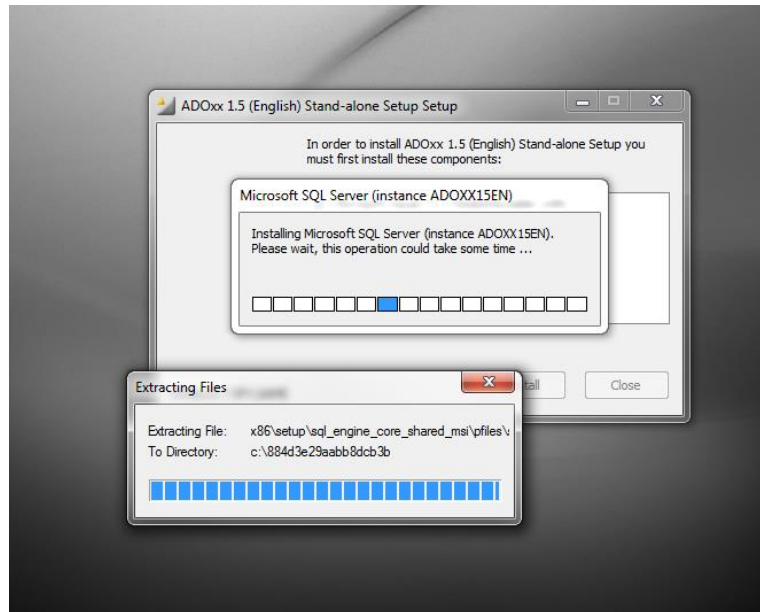 ADOxx 1.5 (English) Stand-alone Setup Setup
In order to install ADOxx 1.5 (English) Stand-alone Setup you
must first install these components:
Microsoft SQL Server (instance ADOXX15EN)
Installing Microsoft SQL Server (instance ADOXX15EN).
Please wait, this operation could take some time ...
Extracting Files
tall
Close
Extracting File: x86\setup\sql_engine_core_shared_msi\pfiles\
To Directory: c:\884d3e29aabb8dcb3b